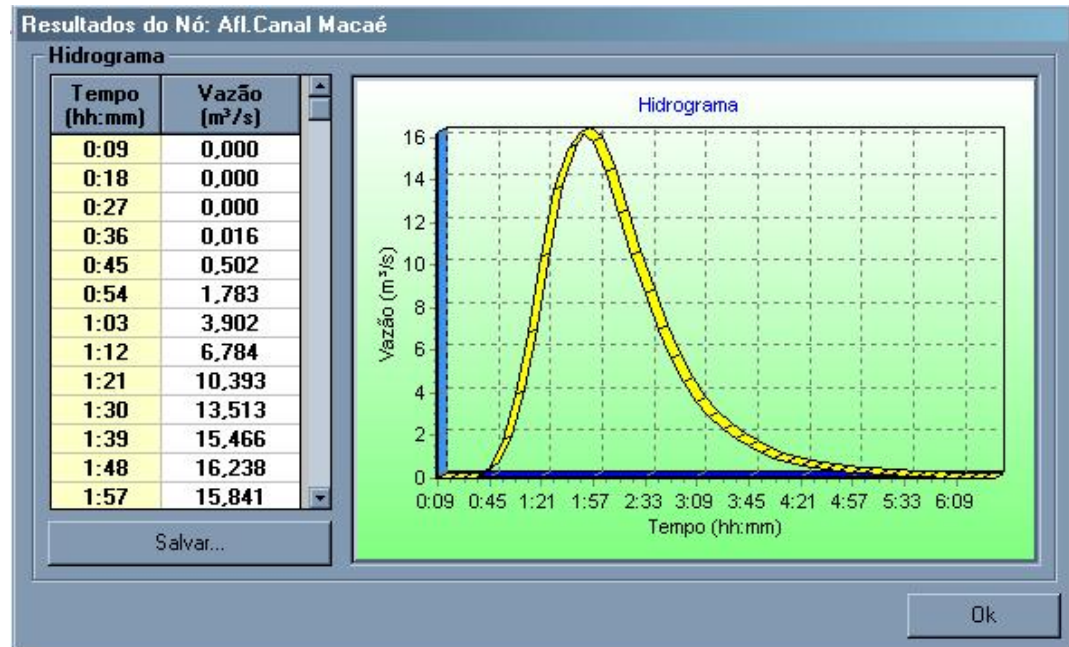 Resultados do Nó: Afl.Canal Macaé
Hidrograma
Tempo (hh:mm) Vazão (m³/s)
0:09 0,000
0:18 0,000
0:27 0,000
0:36 0,016
0:45 0,502
0:54 1,783
1:03 3,902
1:12 6,784
1:21 10,393
1:30 13,513
1:39 15,466
1:48 16,238
1:57 15,841
Salvar...
Hidrograma
Vazão (m³/s)
16
14
12
10
8
6
4
2
0
0:09 0:45 1:21 1:57 2:33 3:09 3:45 4:21 4:57 5:33 6:09
Tempo (hh:mm)
Ok